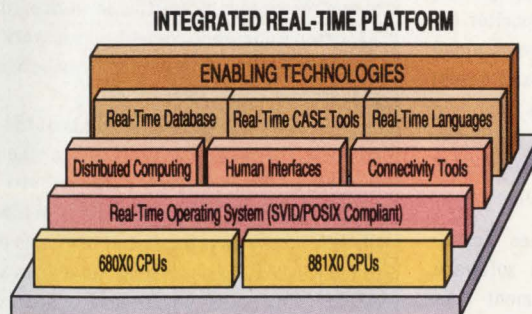 INTEGRATED REAL-TIME PLATFORM
ENABLING TECHNOLOGIES
Real-Time Database Real-Time CASE Tools Real-Time Languages
Distributed Computing Human Interfaces Connectivity Tools
Real-Time Operating System (SVID/POSIX Compliant)
680X0 CPUs 881X0 CPUs